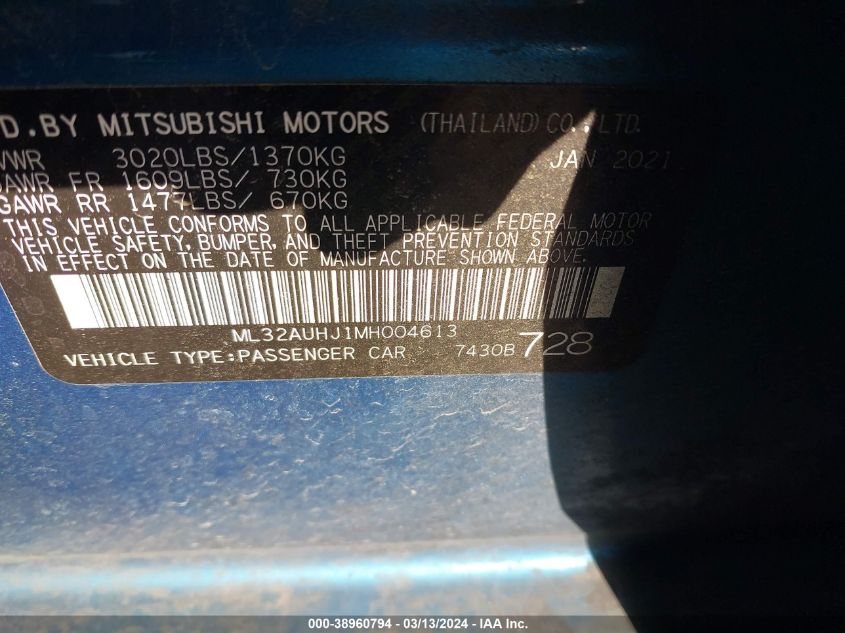 D.BY MITSUBISHI MOTORS (THAILAND) CO., LTD.
VWR 3020LBS/1370KG JAN 2021
GAWR FR 1609LBS/ 730KG
GAWR RR 1477LBS/ 670KG
THIS VEHICLE CONFORMS TO ALL APPLICABLE FEDERAL MOTOR
VEHICLE SAFETY, BUMPER, AND THEFT PREVENTION STANDARDS
IN EFFECT ON THE DATE OF MANUFACTURE SHOWN ABOVE.
ML32AUHJ1MH004613
VEHICLE TYPE:PASSENGER CAR 7430B 728
000-38960794 — 03/13/2024 — IAA Inc.